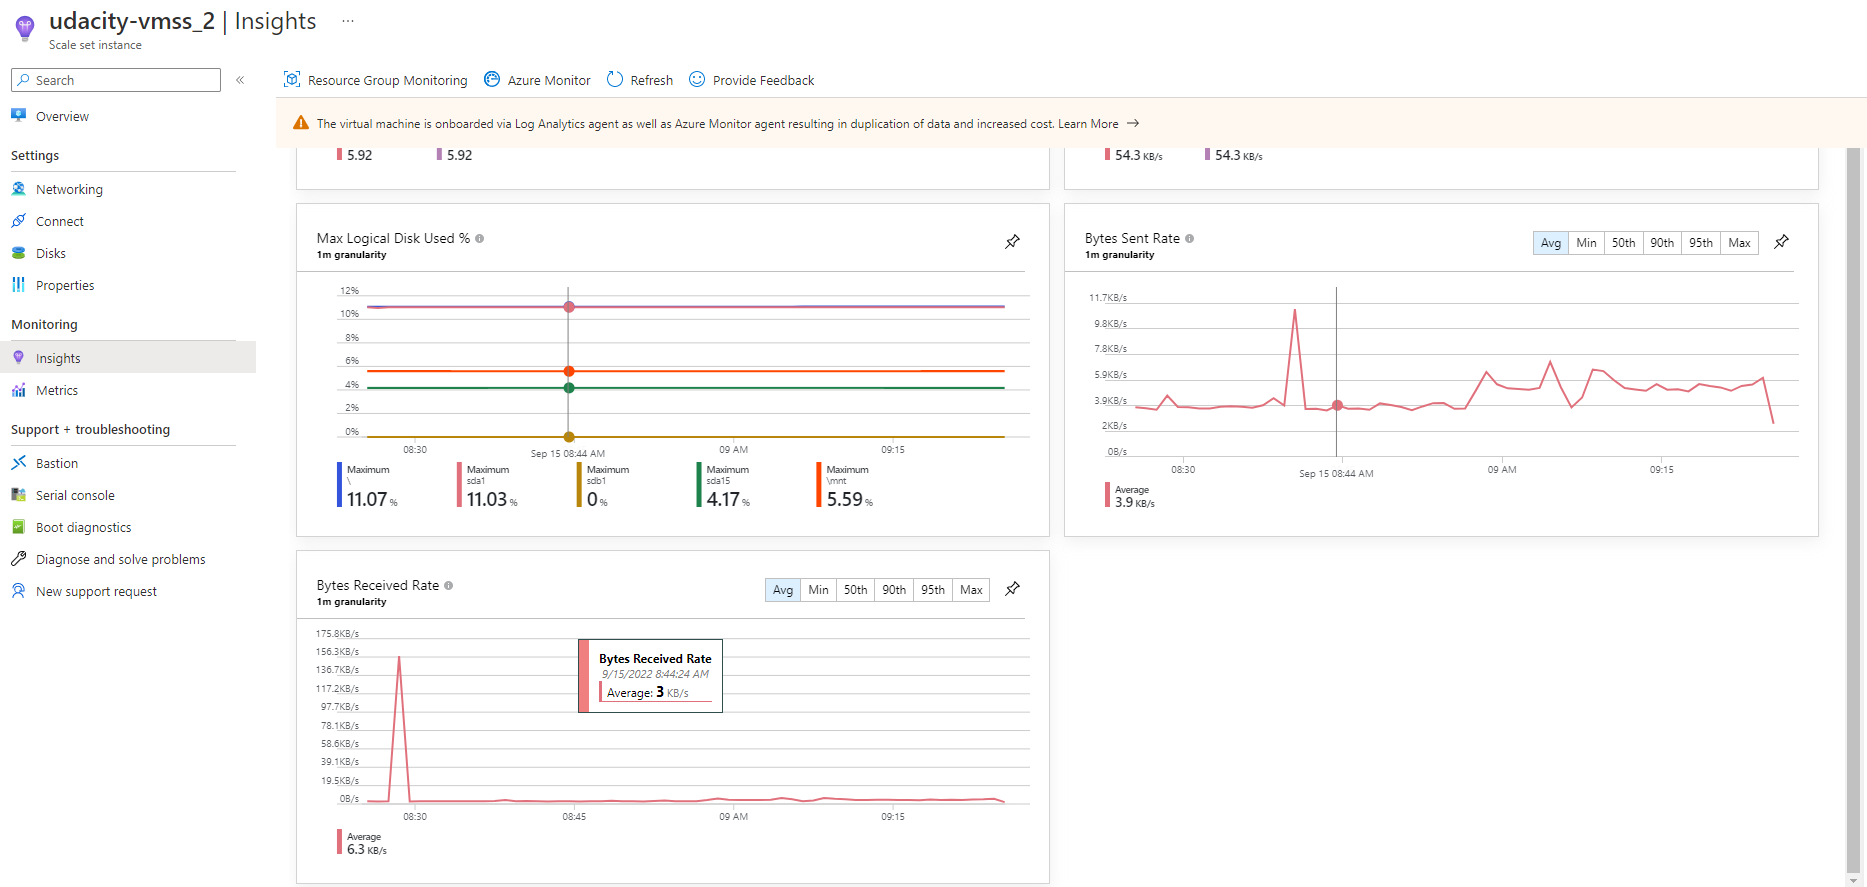 udacity-vmss_2 | Insights ...
Scale set instance
Search
«
Overview
Settings
Networking
Connect
Disks
Properties
Monitoring
Insights
Metrics
Support + troubleshooting
Bastion
Serial console
Boot diagnostics
Diagnose and solve problems
New support request
Resource Group Monitoring Azure Monitor Refresh Provide Feedback
The virtual machine is onboarded via Log Analytics agent as well as Azure Monitor agent resulting in duplication of data and increased cost. Learn More →
5.92 5.92
54.3 KB/s 54.3 KB/s
Max Logical Disk Used %
1m granularity
12%
10%
8%
6%
4%
2%
0%
08:30 Sep 15 08:44 AM 09 AM 09:15
Maximum
\
11.07 %
Maximum
sda1
11.03 %
Maximum
sdb1
0 %
Maximum
sda15
4.17 %
Maximum
\mnt
5.59 %
Bytes Sent Rate
1m granularity
Avg Min 50th 90th 95th Max
11.7KB/s
9.8KB/s
7.8KB/s
5.9KB/s
3.9KB/s
2KB/s
0B/s
08:30 Sep 15 08:44 AM 09 AM 09:15
Average
3.9 KB/s
Bytes Received Rate
1m granularity
Avg Min 50th 90th 95th Max
175.8KB/s
156.3KB/s
136.7KB/s
117.2KB/s
97.7KB/s
78.1KB/s
58.6KB/s
39.1KB/s
19.5KB/s
0B/s
Bytes Received Rate
9/15/2022 8:44:24 AM
Average: 3 KB/s
08:30 08:45 09 AM 09:15
Average
6.3 KB/s